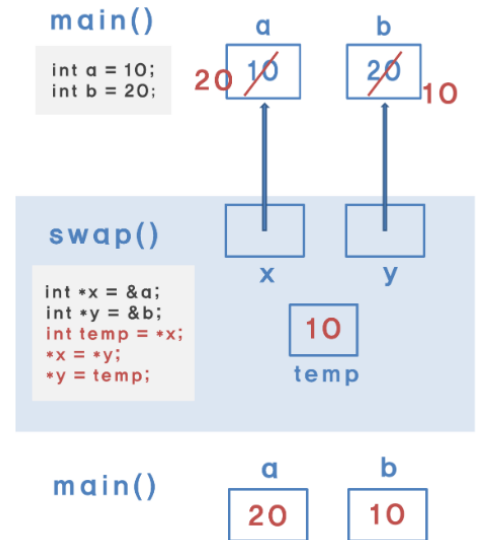 main()
a b
int a = 10;
int b = 20;
20 10 20 10
swap()
x y
int *x = &a;
int *y = &b;
int temp = *x;
*x = *y;
*y = temp;
10
temp
main()
a b
20 10